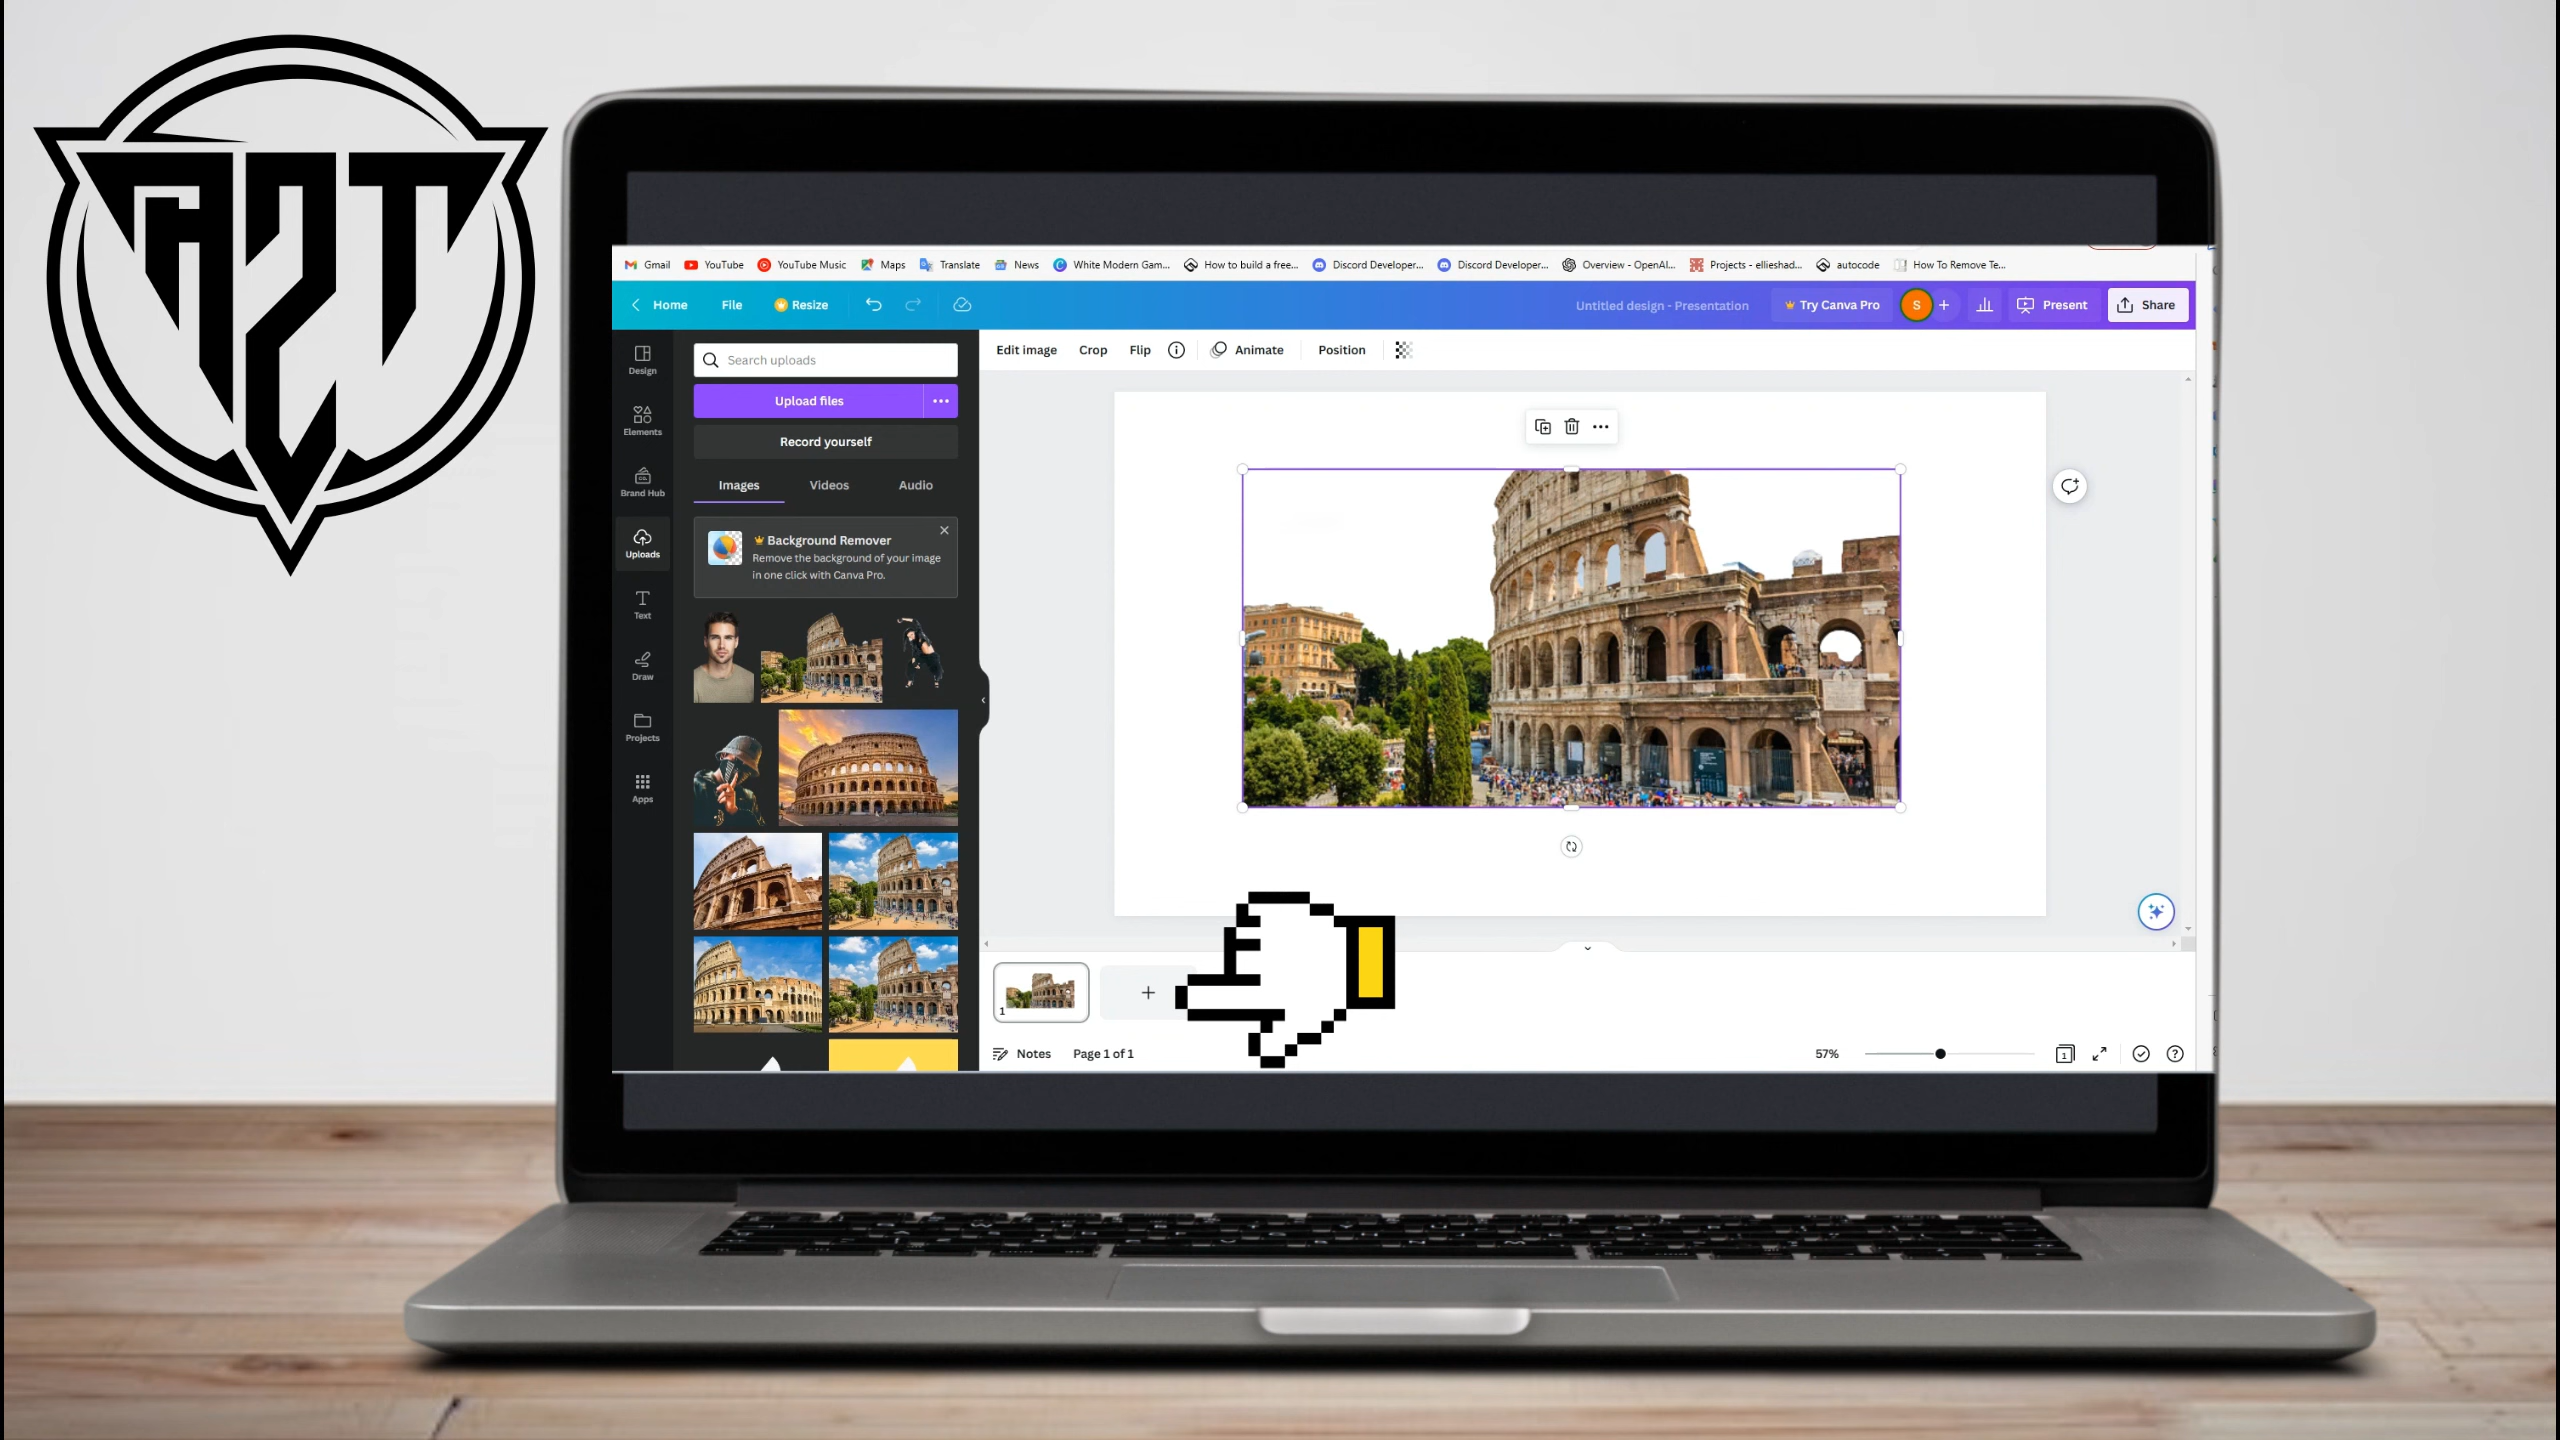 A2T
Gmail
YouTube
YouTube Music
Maps
Translate
News
White Modern Gam...
How to build a free...
Discord Developer...
Discord Developer...
Overview - OpenAI...
Projects - ellieshad...
autocode
How To Remove Te...
Home
File
Resize
Untitled design - Presentation
Try Canva Pro
S
Present
Share
Design
Elements
Brand Hub
Uploads
Text
Draw
Projects
Apps
Search uploads
Upload files
Record yourself
Images
Videos
Audio
Background Remover
Remove the background of your image
in one click with Canva Pro.
Edit image
Crop
Flip
Animate
Position
1
Notes
Page 1 of 1
57%
1